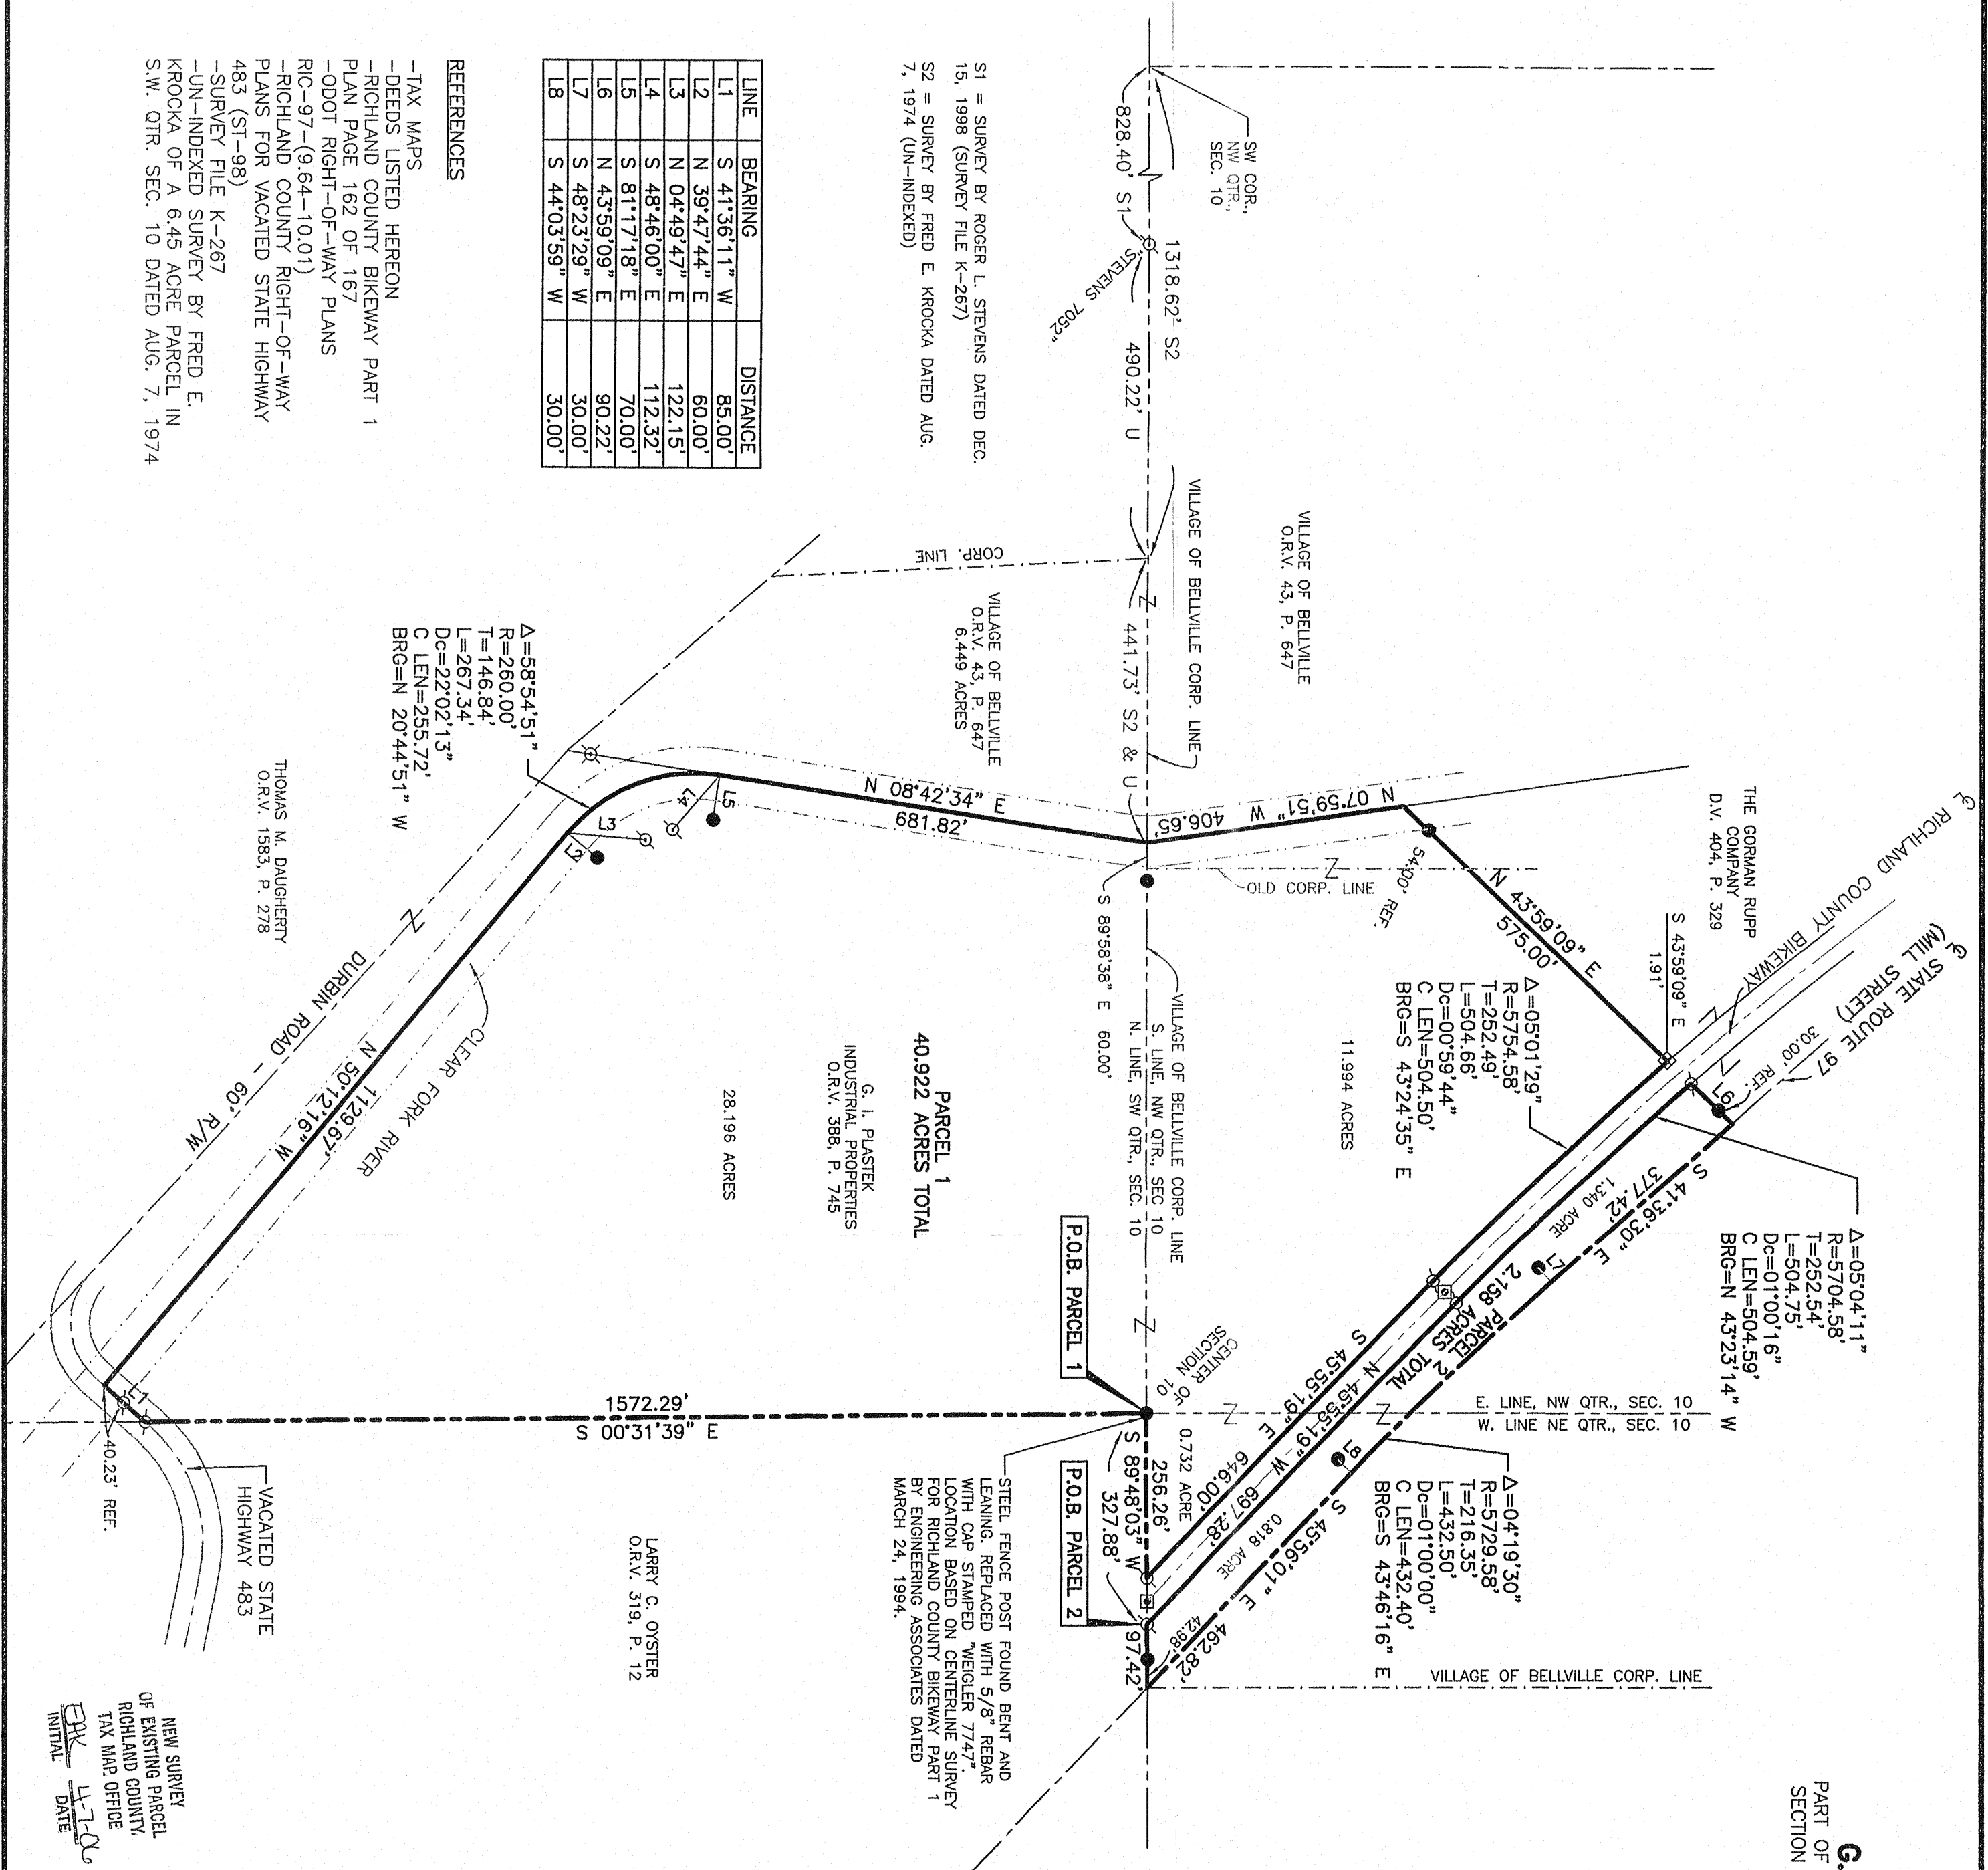 SW COR.,
NW QTR.,
SEC. 10
828.40' S1
1318.62' S2
"STEVENS 7052"
490.22' U
S1 = SURVEY BY ROGER L. STEVENS DATED DEC.
15, 1998 (SURVEY FILE K-267)
S2 = SURVEY BY FRED E. KROCKA DATED AUG.
7, 1974 (UN-INDEXED)
LINE BEARING DISTANCE
L1 S 41°36'11" W 85.00'
L2 N 39°47'44" E 60.00'
L3 N 04°49'47" E 122.15'
L4 S 48°46'00" E 112.32'
L5 S 81°17'18" E 70.00'
L6 N 43°59'09" E 90.22'
L7 S 48°23'29" W 30.00'
L8 S 44°03'59" W 30.00'
REFERENCES
-TAX MAPS
-DEEDS LISTED HEREON
-RICHLAND COUNTY BIKEWAY PART 1
PLAN PAGE 162 OF 167
-ODOT RIGHT-OF-WAY PLANS
RIC-97-(9.64-10.01)
-RICHLAND COUNTY RIGHT-OF-WAY
PLANS FOR VACATED STATE HIGHWAY
483 (ST-98)
-SURVEY FILE K-267
-UN-INDEXED SURVEY BY FRED E.
KROCKA OF A 6.45 ACRE PARCEL IN
S.W. QTR. SEC. 10 DATED AUG. 7, 1974
VILLAGE OF BELLVILLE
O.R.V. 43, P. 647
VILLAGE OF BELLVILLE CORP. LINE
441.73' S2 & U
CORP. LINE
VILLAGE OF BELLVILLE
O.R.V. 43, P. 647
6.449 ACRES
Δ=58°54'51"
R=260.00'
T=146.84'
L=267.34'
Dc=22°02'13"
C LEN=255.72'
BRG=N 20°44'51" W
THOMAS M. DAUGHERTY
O.R.V. 1583, P. 278
THE GORMAN RUPP
COMPANY
D.V. 404, P. 329
℄ RICHLAND COUNTY BIKEWAY
℄ STATE ROUTE 97
(MILL STREET)
30.00' REF.
S 43°59'09" E
1.91'
N 43°59'09" E
575.00'
54.00' REF.
N 07°59'51" W 406.65'
OLD CORP. LINE
N 08°42'34" E
681.82'
L5
L4
L3
L2
L6
S 89°58'38" E 60.00'
VILLAGE OF BELLVILLE CORP. LINE
S. LINE, NW QTR., SEC 10
N. LINE, SW QTR., SEC. 10
11.994 ACRES
Δ=05°01'29"
R=5754.58'
T=252.49'
L=504.66'
Dc=00°59'44"
C LEN=504.50'
BRG=S 43°24'35" E
PARCEL 1
40.922 ACRES TOTAL
G. I. PLASTEK
INDUSTRIAL PROPERTIES
O.R.V. 388, P. 745
28.196 ACRES
CLEAR FORK RIVER
N 50°12'16" W
1129.67'
DURBIN ROAD - 60' R/W
S 41°36'30" E
377.42'
1.340 ACRE
L7
Δ=05°04'11"
R=5704.58'
T=252.54'
L=504.75'
Dc=01°00'16"
C LEN=504.59'
BRG=N 43°23'14" W
PARCEL 2
2.158 ACRES TOTAL
P.O.B. PARCEL 1
CENTER OF
SECTION 10
E. LINE, NW QTR., SEC. 10
W. LINE NE QTR., SEC. 10
S 45°55'19" E 646.00'
N 45°55'19" W 697.28'
L8
0.732 ACRE
256.26'
S 89°48'03" W
327.88'
P.O.B. PARCEL 2
97.42'
42.98'
0.818 ACRE
S 45°56'01" E 462.82'
Δ=04°19'30"
R=5729.58'
T=216.35'
L=432.50'
Dc=01°00'00"
C LEN=432.40'
BRG=S 43°46'16" E
VILLAGE OF BELLVILLE CORP. LINE
1572.29'
S 00°31'39" E
L1
40.23' REF.
VACATED STATE
HIGHWAY 483
STEEL FENCE POST FOUND BENT AND
LEANING. REPLACED WITH 5/8" REBAR
WITH CAP STAMPED "WEIGLER 7747".
LOCATION BASED ON CENTERLINE SURVEY
FOR RICHLAND COUNTY BIKEWAY PART 1
BY ENGINEERING ASSOCIATES DATED
MARCH 24, 1994.
LARRY C. OYSTER
O.R.V. 319, P. 12
NEW SURVEY
OF EXISTING PARCEL
RICHLAND COUNTY
TAX MAP OFFICE
4-7-06
INITIAL DATE
G.
PART OF
SECTION